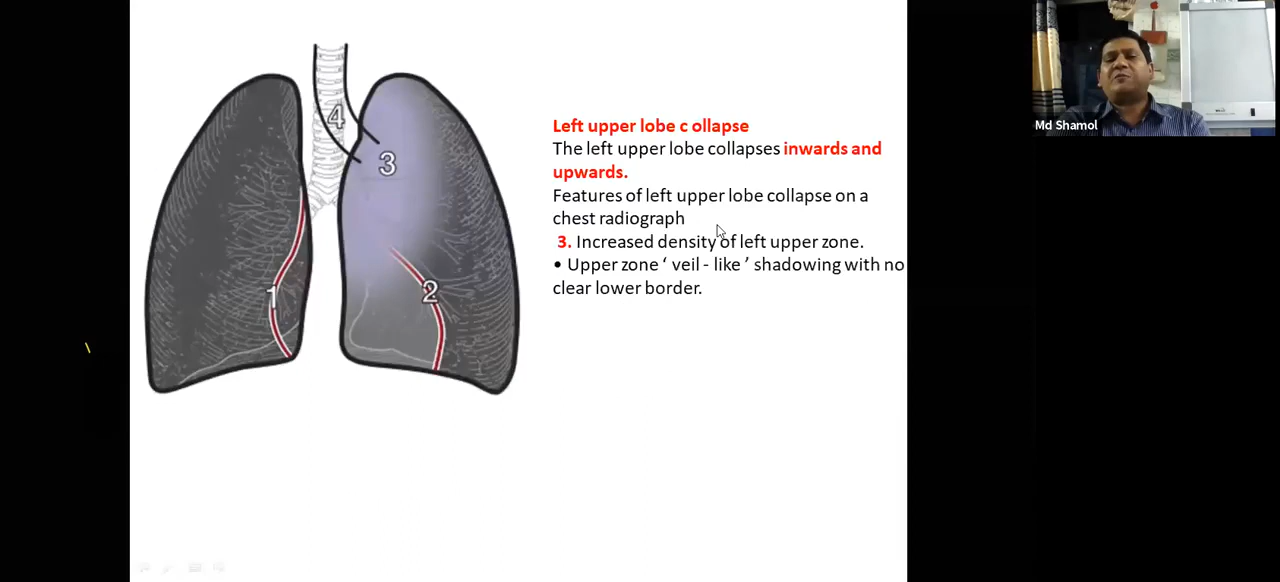 4
3
1
2
Left upper lobe c ollapse
The left upper lobe collapses inwards and
upwards.
Features of left upper lobe collapse on a
chest radiograph
3. Increased density of left upper zone.
• Upper zone ‘ veil - like ’ shadowing with no
clear lower border.
Md Shamol